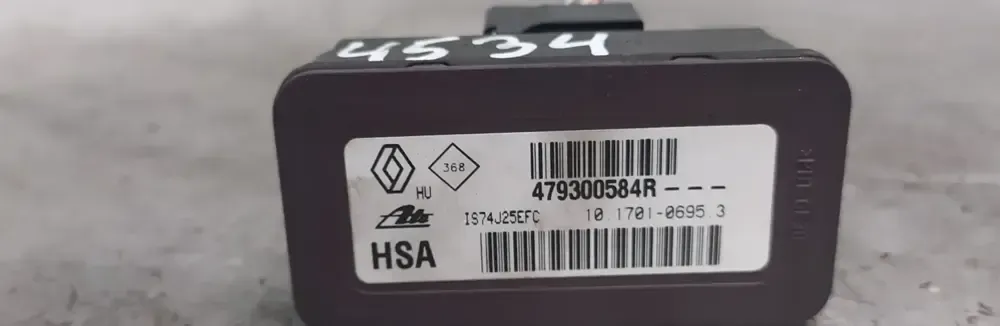 4534
368
HU
479300584R---
Ate
IS74J25EFC 10.1701-0695.3
HSA